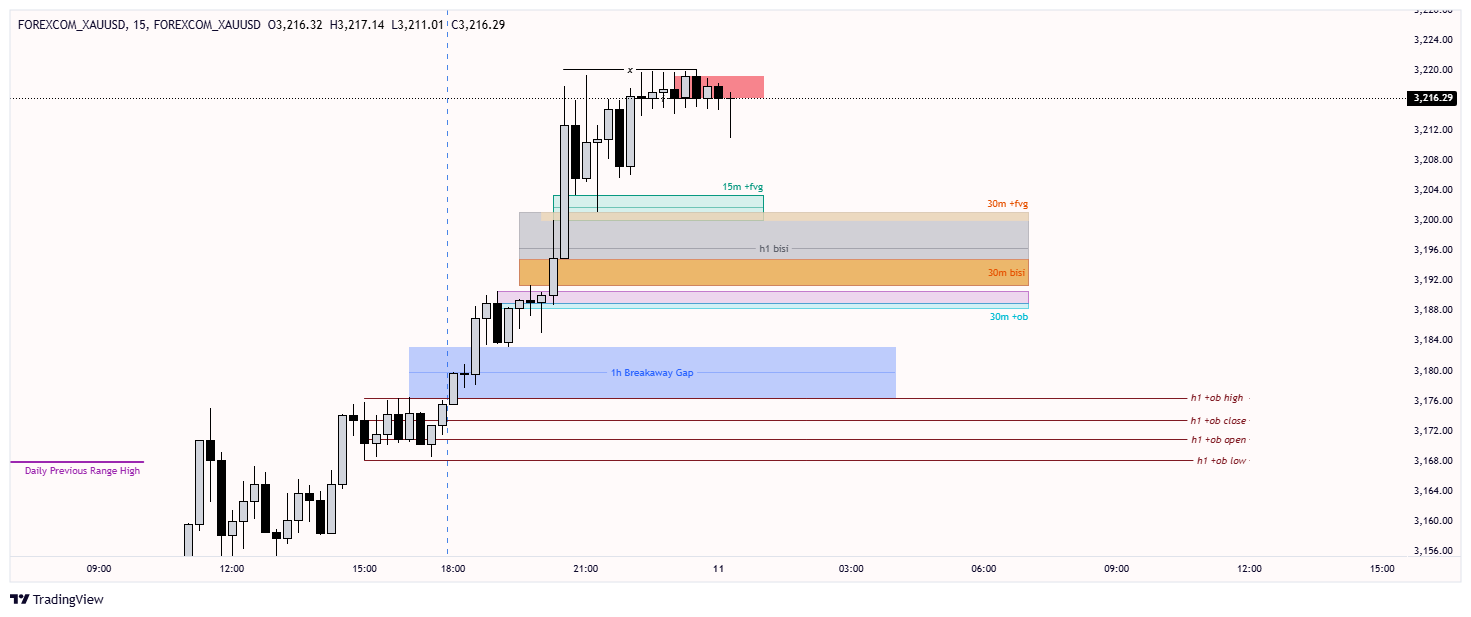 FOREXCOM_XAUUSD, 15, FOREXCOM_XAUUSD O3,216.32 H3,217.14 L3,211.01 C3,216.29
3,228.00
3,224.00
x
3,220.00
3,216.29
3,212.00
3,208.00
15m +fvg
3,204.00
30m +fvg
3,200.00
h1 bisi
3,196.00
30m bisi
3,192.00
3,188.00
30m +ob
3,184.00
1h Breakaway Gap
3,180.00
h1 +ob high
3,176.00
h1 +ob close
3,172.00
h1 +ob open
h1 +ob low
3,168.00
Daily Previous Range High
3,164.00
3,160.00
3,156.00
09:00 12:00 15:00 18:00 21:00 11 03:00 06:00 09:00 12:00 15:00
TradingView